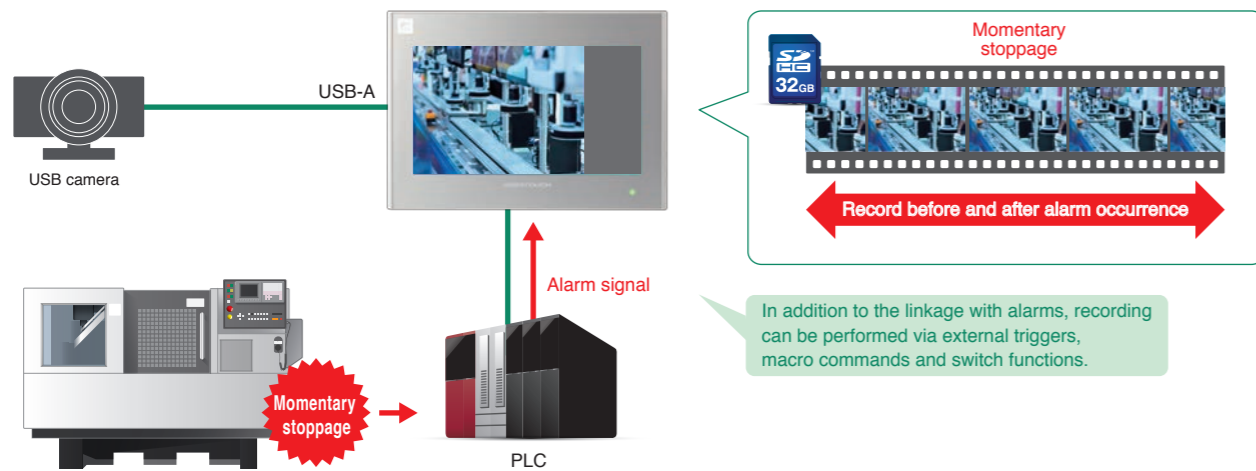 USB-A
USB camera
Momentary
stoppage
SD
HC
32GB
Record before and after alarm occurrence
Alarm signal
In addition to the linkage with alarms, recording
can be performed via external triggers,
macro commands and switch functions.
Momentary
stoppage
PLC